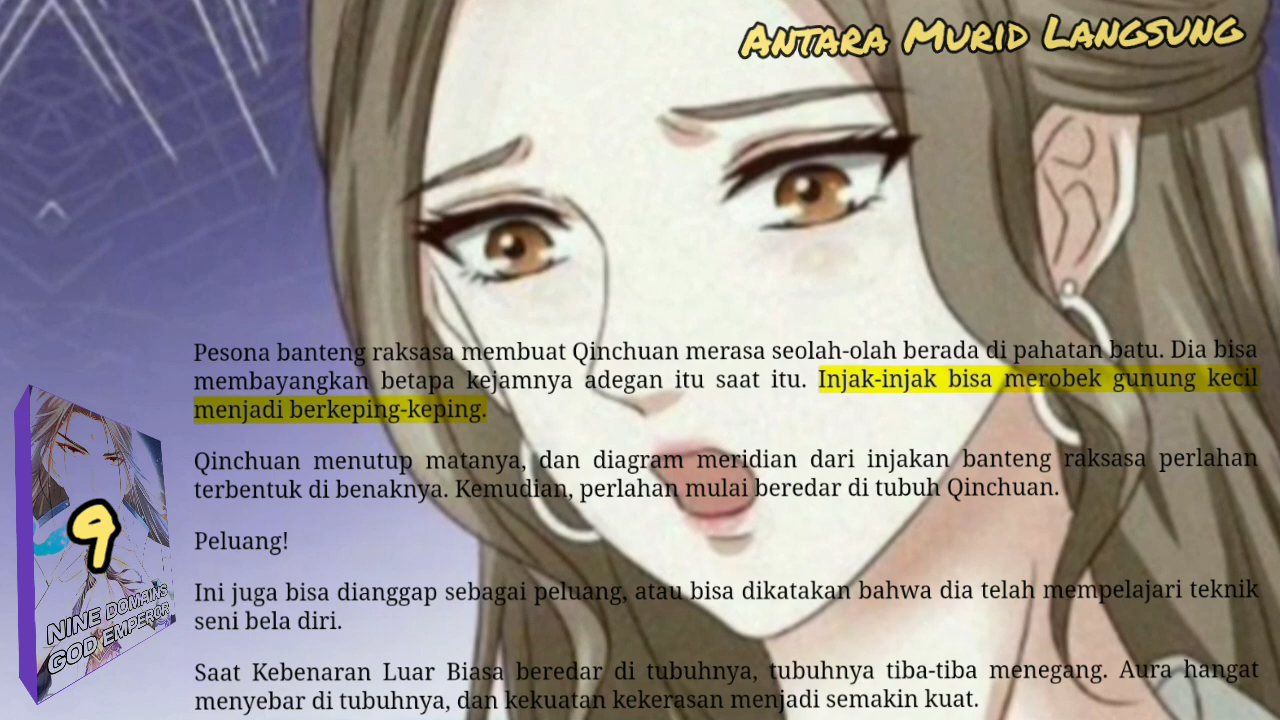 Antara Murid Langsung
Pesona banteng raksasa membuat Qinchuan merasa seolah-olah berada di pahatan batu. Dia bisa
membayangkan betapa kejamnya adegan itu saat itu. Injak-injak bisa merobek gunung kecil
menjadi berkeping-keping.
Qinchuan menutup matanya, dan diagram meridian dari injakan banteng raksasa perlahan
terbentuk di benaknya. Kemudian, perlahan mulai beredar di tubuh Qinchuan.
Peluang!
Ini juga bisa dianggap sebagai peluang, atau bisa dikatakan bahwa dia telah mempelajari teknik
seni bela diri.
Saat Kebenaran Luar Biasa beredar di tubuhnya, tubuhnya tiba-tiba menegang. Aura hangat
menyebar di tubuhnya, dan kekuatan kekerasan menjadi semakin kuat.
9
NINE DOMAINS
GOD EMPEROR